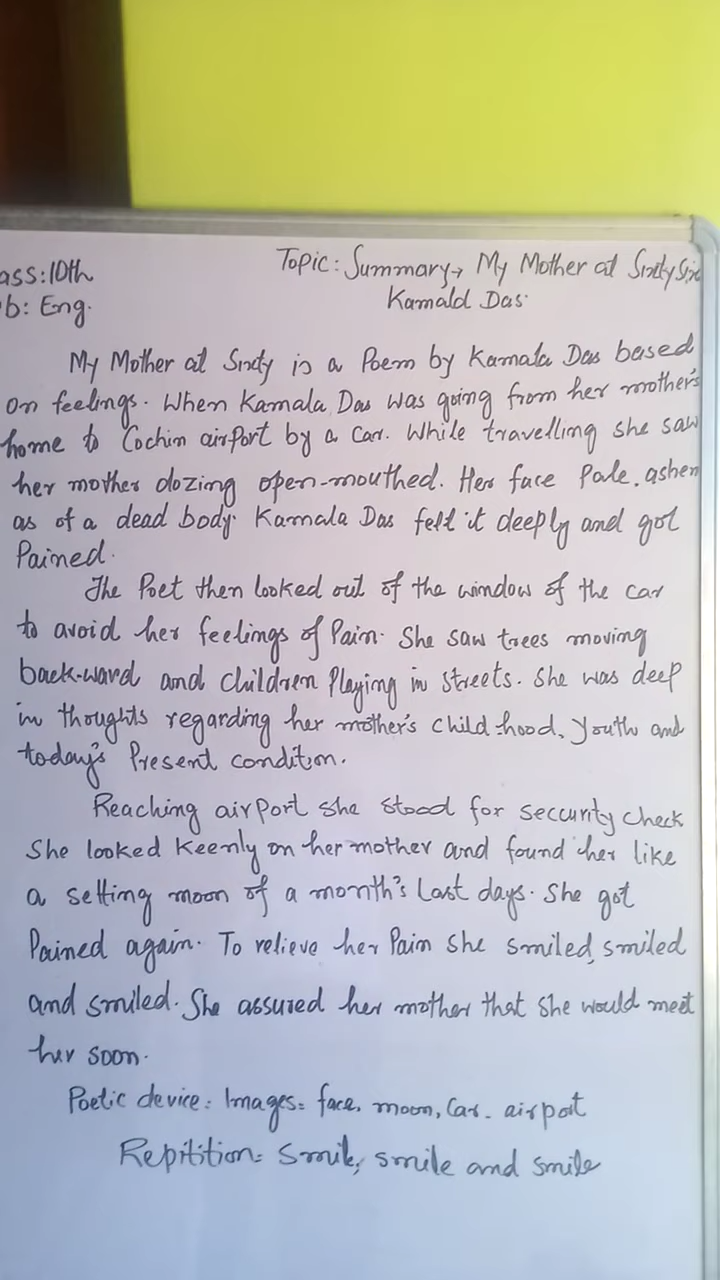 ass:10th
b: Eng.
Topic: Summary→ My Mother at Sixty Six
Kamald Das.
My Mother at Sixty is a Poem by Kamala Das based
on feelings. When Kamala Das was going from her mother's
home to Cochin airport by a Car. While travelling she saw
her mother dozing open-mouthed. Her face Pale, ashen
as of a dead body. Kamala Das felt it deeply and got
Pained.
The Poet then looked out of the window of the car
to avoid her feelings of Pain. She saw trees moving
back-ward and children Playing in streets. She was deep
in thoughts regarding her mother's child-hood, youth and
today's Present condition.
Reaching airport she stood for security check
She looked keenly on her mother and found her like
a setting moon of a month's last days. She got
Pained again. To relieve her Pain she smiled, smiled
and smiled. She assured her mother that she would meet
her soon.
Poetic device: Images= face, moon, Car, airport
Repitition= Smile, smile and smile